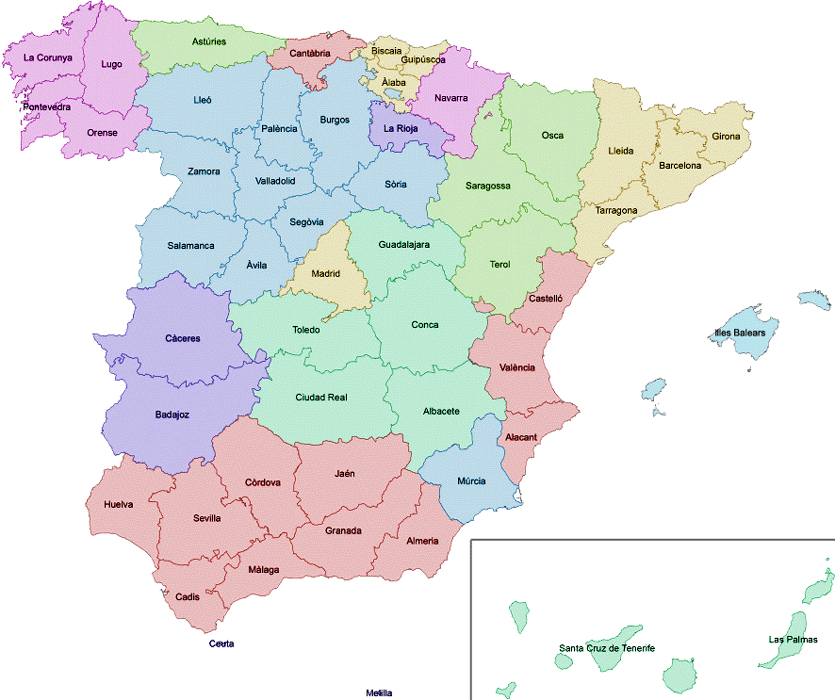 Astúries
Cantàbria
Biscaia
Guipúscoa
La Corunya
Lugo
Àlaba
Navarra
Lleó
Pontevedra
Palència
Burgos
La Rioja
Orense
Osca
Lleida
Girona
Barcelona
Zamora
Valladolid
Sòria
Saragossa
Tarragona
Segòvia
Salamanca
Àvila
Madrid
Guadalajara
Terol
Castelló
Càceres
Toledo
Conca
Illes Balears
València
Badajoz
Ciudad Real
Albacete
Alacant
Múrcia
Huelva
Sevilla
Còrdova
Jaén
Granada
Almeria
Cadis
Màlaga
Ceuta
Melilla
Santa Cruz de Tenerife
Las Palmas